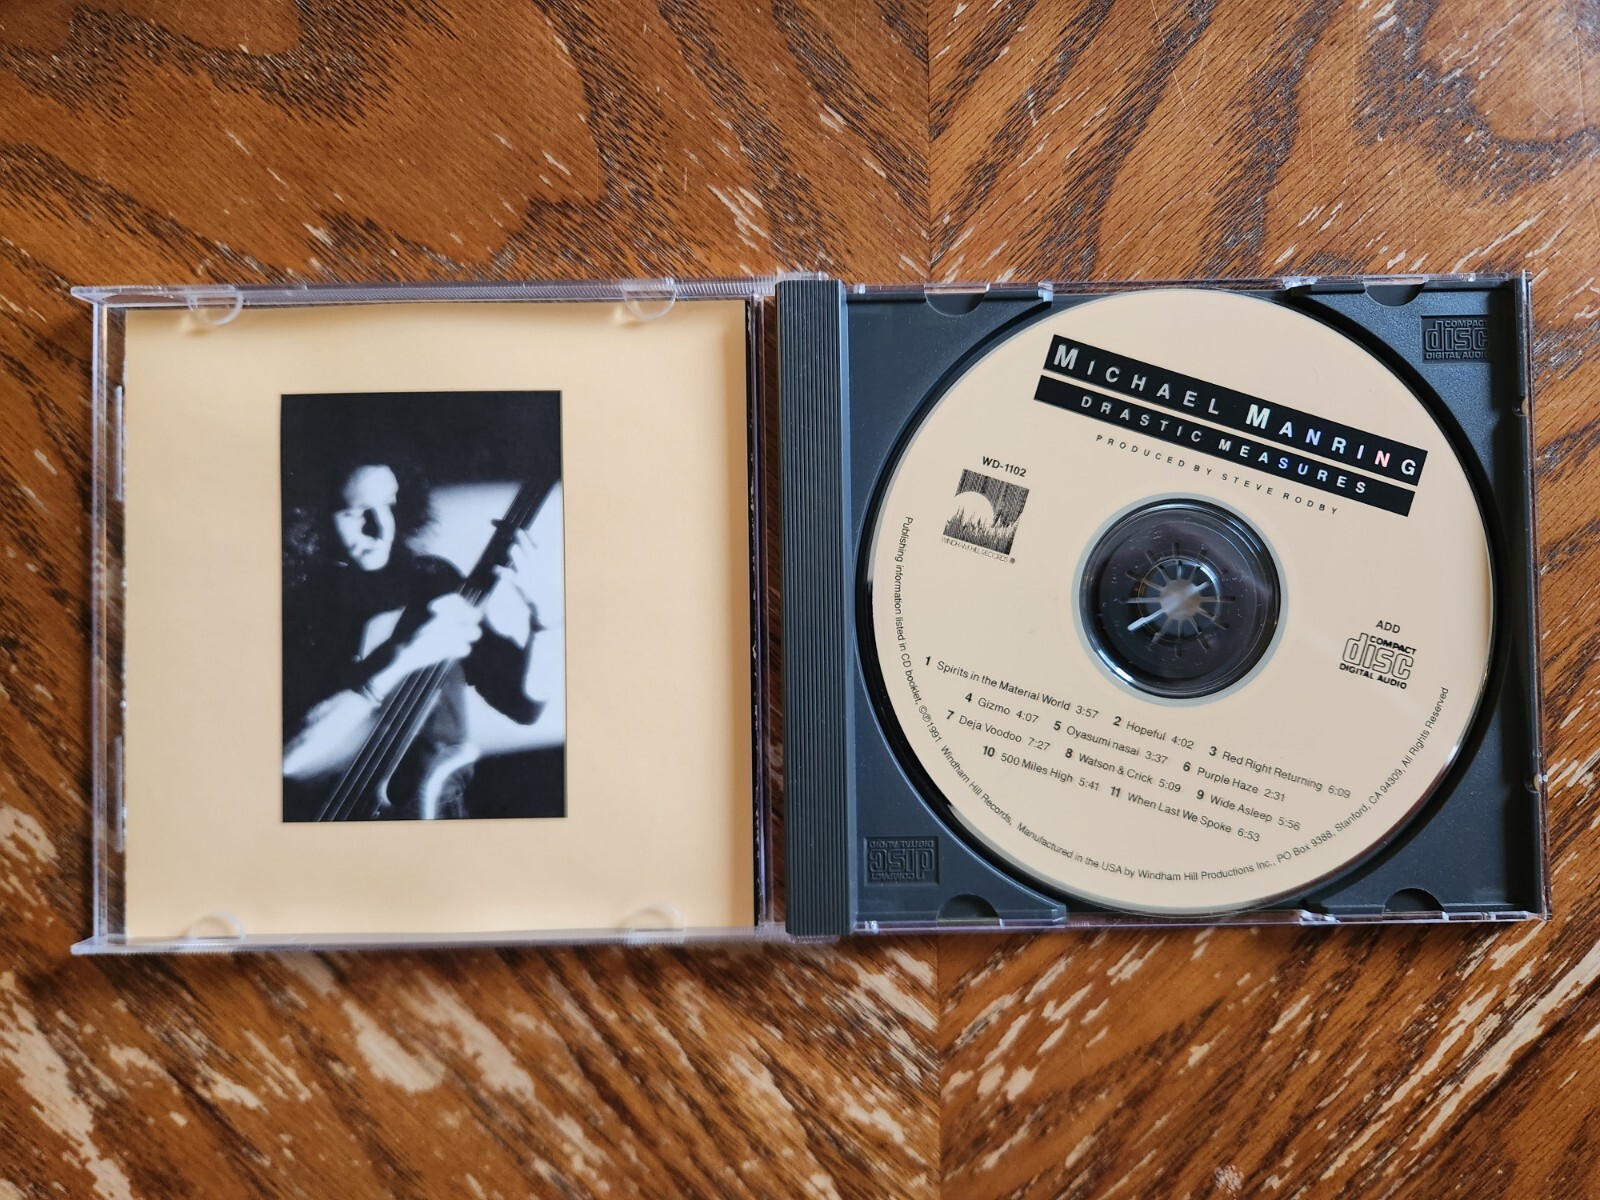 MICHAEL MANRING
DRASTIC MEASURES
PRODUCED BY STEVE RODBY
WD-1102
WINDHAM HILL RECORDS ®
ADD
COMPACT
disc
DIGITAL AUDIO
1 Spirits in the Material World 3:57 2 Hopeful 4:02 3 Red Right Returning 6:09
4 Gizmo 4:07 5 Oyasumi nasai 3:37 6 Purple Haze 2:31
7 Deja Voodoo 7:27 8 Watson & Crick 5:09 9 Wide Asleep 5:56
10 500 Miles High 5:41 11 When Last We Spoke 6:53
Publishing information listed in CD booklet, ©℗1991 Windham Hill Records, Manufactured in the USA by Windham Hill Productions Inc., PO Box 9388, Stanford, CA 94309, All Rights Reserved
COMPACT
disc
DIGITAL AUDIO
COMPACT
disc
DIGITAL AUDIO